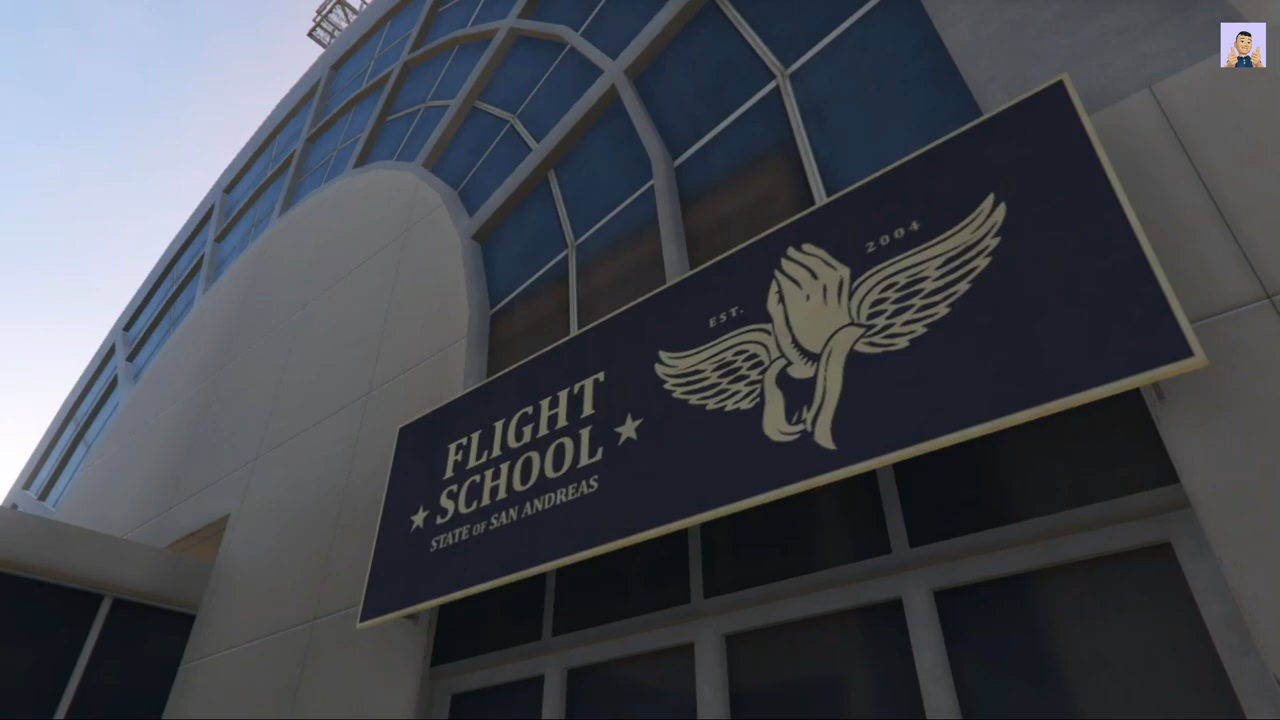 FLIGHT
SCHOOL
STATE OF SAN ANDREAS
EST.
2004